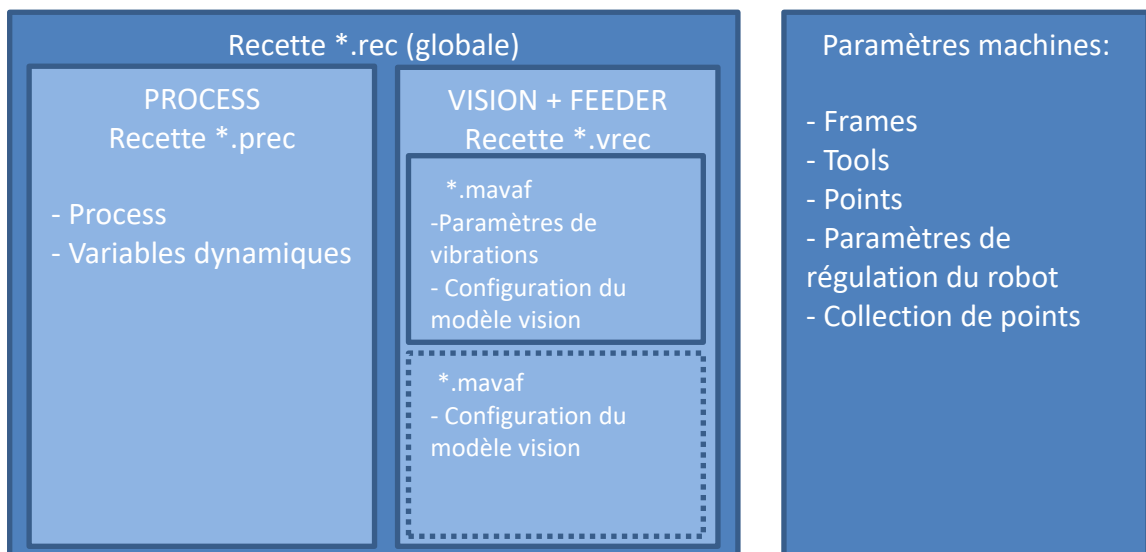 Recette *.rec (globale)
PROCESS
Recette *.prec
- Process
- Variables dynamiques
VISION + FEEDER
Recette *.vrec
*.mavaf
-Paramètres de
vibrations
- Configuration du
modèle vision
*.mavaf
- Configuration du
modèle vision
Paramètres machines:
- Frames
- Tools
- Points
- Paramètres de
régulation du robot
- Collection de points